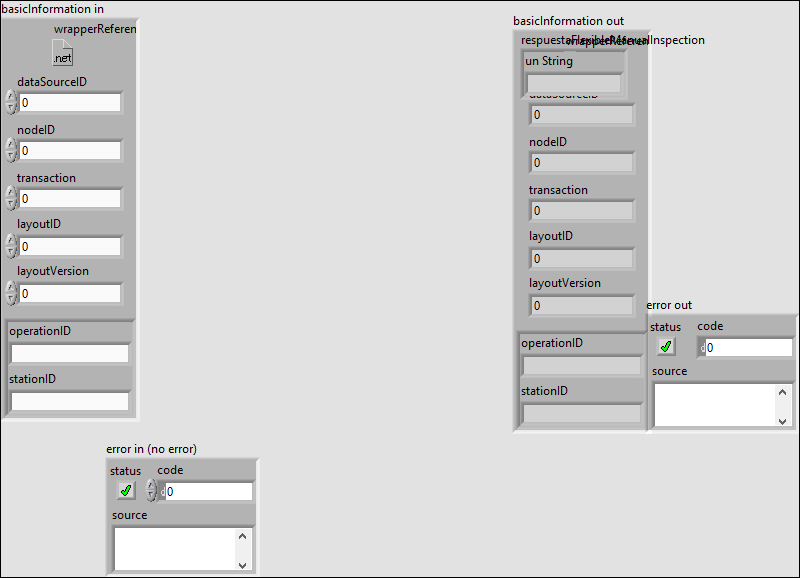 basicInformation in
wrapperReferen
.net
dataSourceID
0
nodeID
0
transaction
0
layoutID
0
layoutVersion
0
operationID
stationID
error in (no error)
status code
d0
source
basicInformation out
respuestaFlexibleManualInspection
wrapperReferen
un String
dataSourceID
0
nodeID
0
transaction
0
layoutID
0
layoutVersion
0
operationID
stationID
error out
status code
d0
source